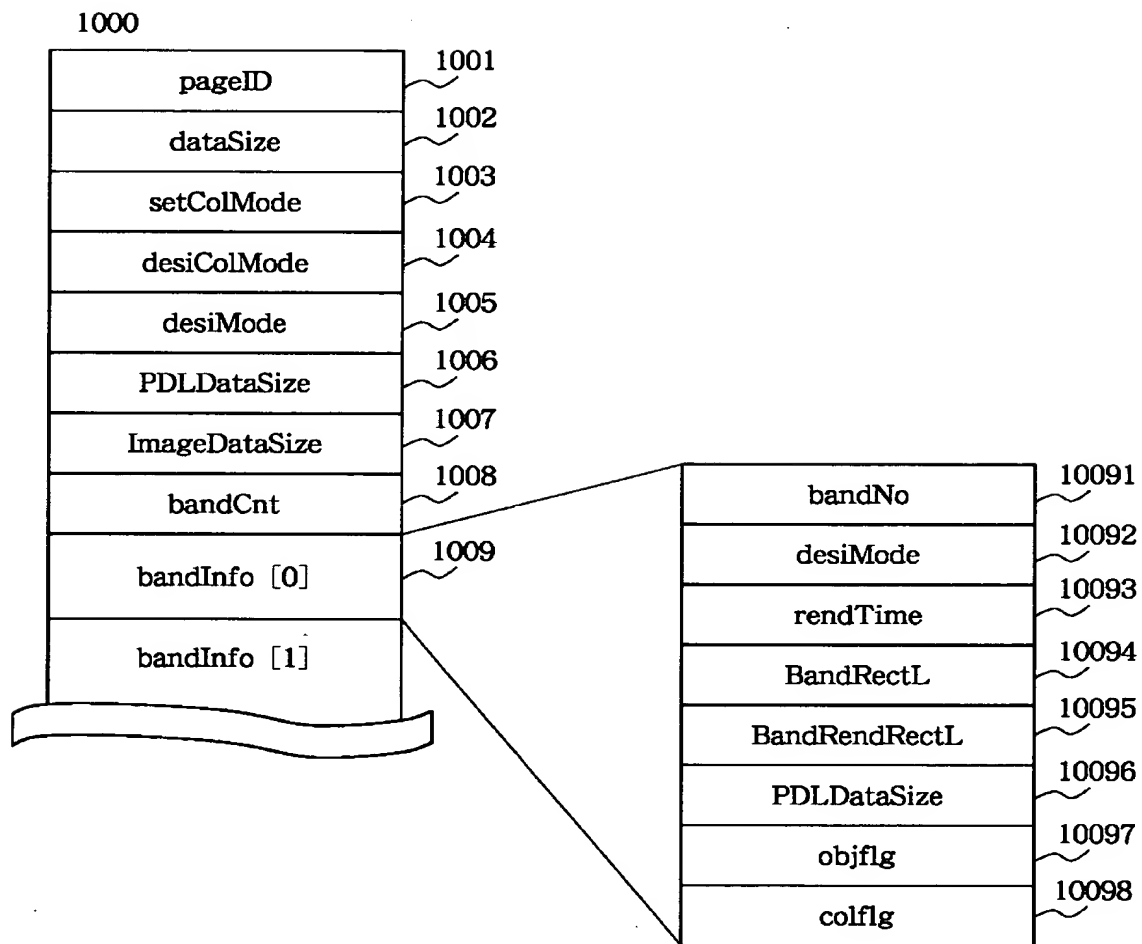 1000
pageID 1001
dataSize 1002
setColMode 1003
desiColMode 1004
desiMode 1005
PDLDataSize 1006
ImageDataSize 1007
bandCnt 1008
bandInfo [0] 1009
bandInfo [1]
bandNo 10091
desiMode 10092
rendTime 10093
BandRectL 10094
BandRendRectL 10095
PDLDataSize 10096
objflg 10097
colflg 10098